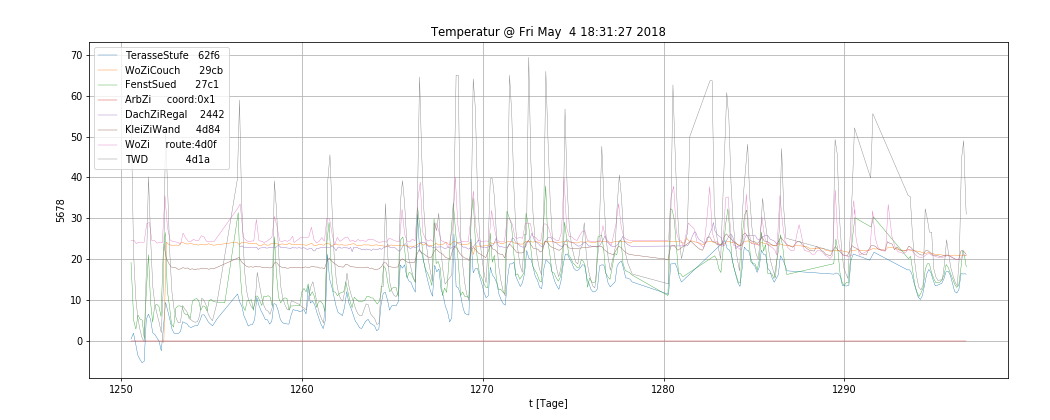 Temperatur @ Fri May  4 18:31:27 2018
70
60
50
40
30
20
10
0
5678
TerasseStufe 62f6
WoZiCouch 29cb
FenstSued 27c1
ArbZi coord:0x1
DachZiRegal 2442
KleiZiWand 4d84
WoZi route:4d0f
TWD 4d1a
1250 1260 1270 1280 1290
t [Tage]